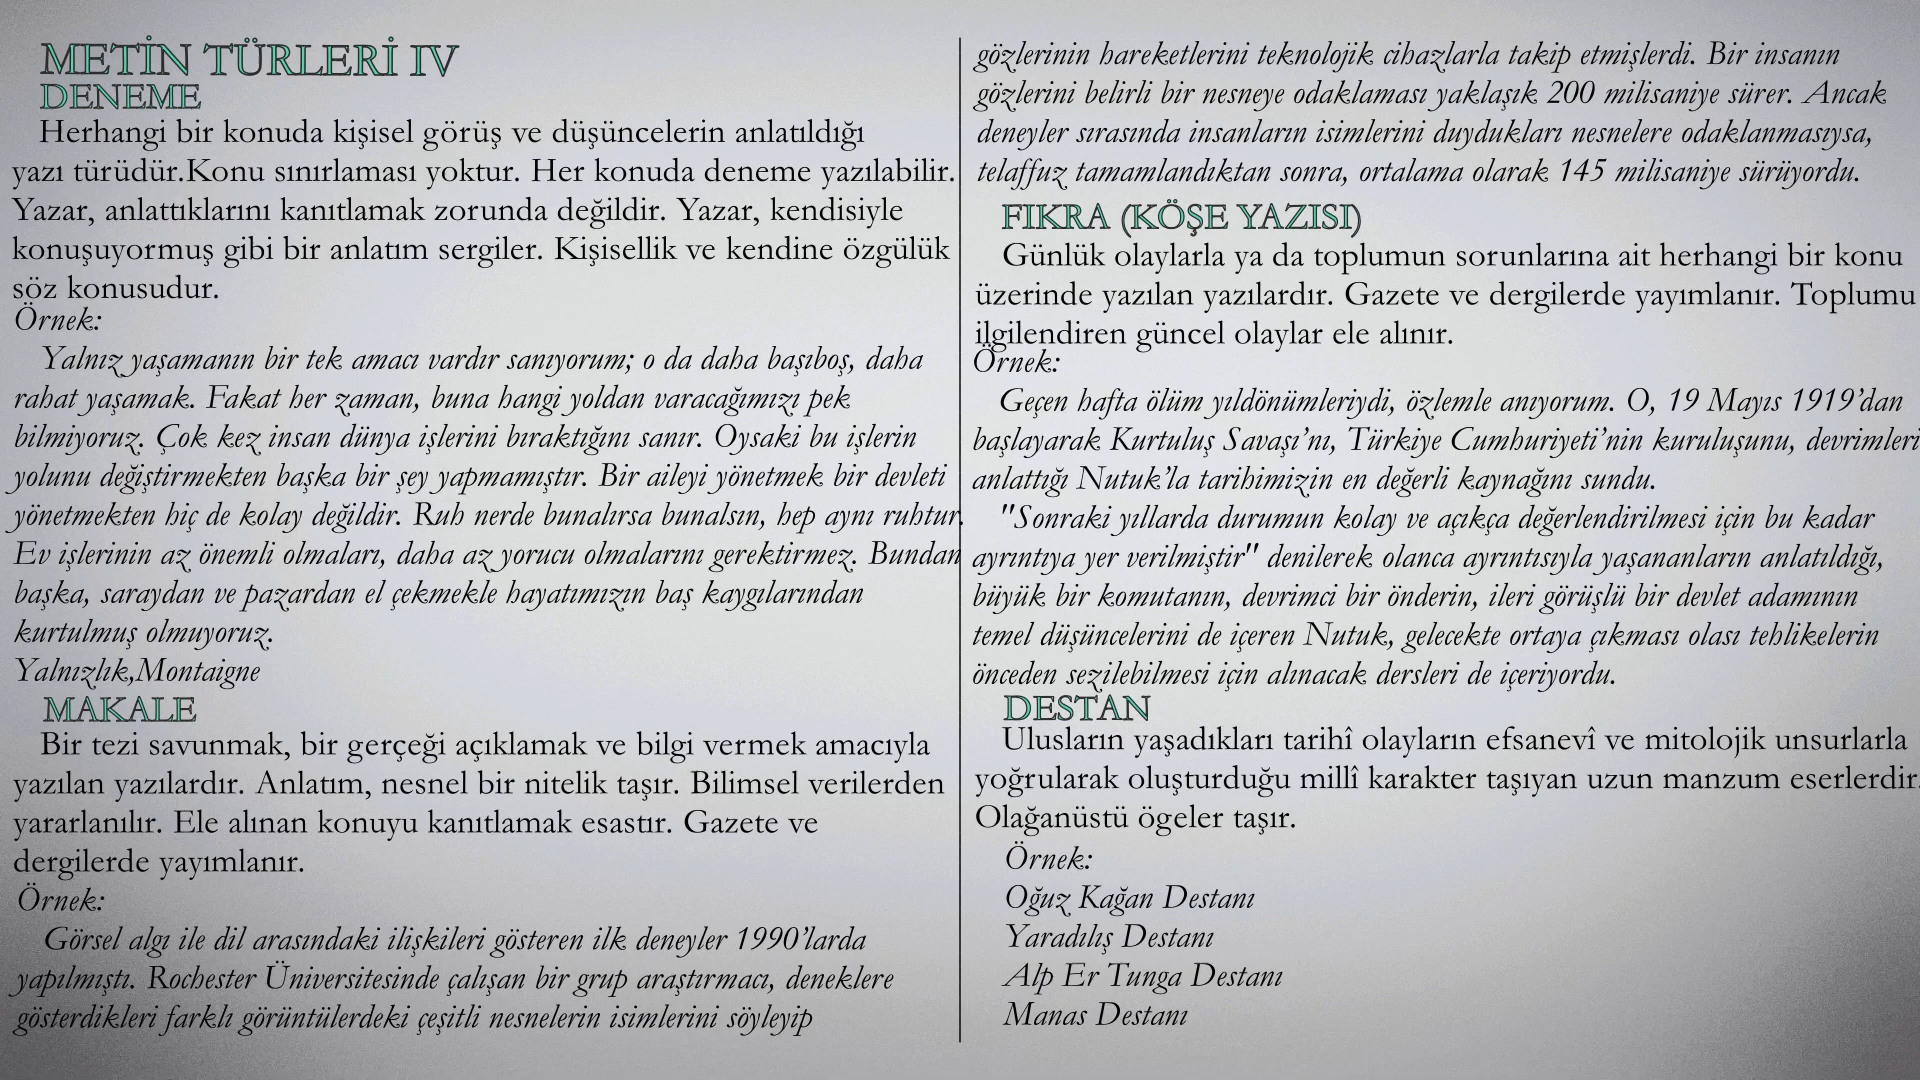 METİN TÜRLERİ IV
DENEME
Herhangi bir konuda kişisel görüş ve düşüncelerin anlatıldığı
yazı türüdür.Konu sınırlaması yoktur. Her konuda deneme yazılabilir.
Yazar, anlattıklarını kanıtlamak zorunda değildir. Yazar, kendisiyle
konuşuyormuş gibi bir anlatım sergiler. Kişisellik ve kendine özgülük
söz konusudur.
Örnek:
Yalnız yaşamanın bir tek amacı vardır sanıyorum; o da daha başıboş, daha
rahat yaşamak. Fakat her zaman, buna hangi yoldan varacağımızı pek
bilmiyoruz. Çok kez insan dünya işlerini bıraktığını sanır. Oysaki bu işlerin
yolunu değiştirmekten başka bir şey yapmamıştır. Bir aileyi yönetmek bir devleti
yönetmekten hiç de kolay değildir. Ruh nerde bunalırsa bunalsın, hep aynı ruhtur.
Ev işlerinin az önemli olmaları, daha az yorucu olmalarını gerektirmez. Bundan
başka, saraydan ve pazardan el çekmekle hayatımızın baş kaygılarından
kurtulmuş olmuyoruz.
Yalnızlık,Montaigne
MAKALE
Bir tezi savunmak, bir gerçeği açıklamak ve bilgi vermek amacıyla
yazılan yazılardır. Anlatım, nesnel bir nitelik taşır. Bilimsel verilerden
yararlanılır. Ele alınan konuyu kanıtlamak esastır. Gazete ve
dergilerde yayımlanır.
Örnek:
Görsel algı ile dil arasındaki ilişkileri gösteren ilk deneyler 1990’larda
yapılmıştı. Rochester Üniversitesinde çalışan bir grup araştırmacı, deneklere
gösterdikleri farklı görüntülerdeki çeşitli nesnelerin isimlerini söyleyip
gözlerinin hareketlerini teknolojik cihazlarla takip etmişlerdi. Bir insanın
gözlerini belirli bir nesneye odaklaması yaklaşık 200 milisaniye sürer. Ancak
deneyler sırasında insanların isimlerini duydukları nesnelere odaklanmasıysa,
telaffuz tamamlandıktan sonra, ortalama olarak 145 milisaniye sürüyordu.
FIKRA (KÖŞE YAZISI)
Günlük olaylarla ya da toplumun sorunlarına ait herhangi bir konu
üzerinde yazılan yazılardır. Gazete ve dergilerde yayımlanır. Toplumu
ilgilendiren güncel olaylar ele alınır.
Örnek:
Geçen hafta ölüm yıldönümleriydi, özlemle anıyorum. O, 19 Mayıs 1919’dan
başlayarak Kurtuluş Savaşı’nı, Türkiye Cumhuriyeti’nin kuruluşunu, devrimleri
anlattığı Nutuk’la tarihimizin en değerli kaynağını sundu.
"Sonraki yıllarda durumun kolay ve açıkça değerlendirilmesi için bu kadar
ayrıntıya yer verilmiştir" denilerek olanca ayrıntısıyla yaşananların anlatıldığı,
büyük bir komutanın, devrimci bir önderin, ileri görüşlü bir devlet adamının
temel düşüncelerini de içeren Nutuk, gelecekte ortaya çıkması olası tehlikelerin
önceden sezilebilmesi için alınacak dersleri de içeriyordu.
DESTAN
Ulusların yaşadıkları tarihî olayların efsanevî ve mitolojik unsurlarla
yoğrularak oluşturduğu millî karakter taşıyan uzun manzum eserlerdir.
Olağanüstü ögeler taşır.
Örnek:
Oğuz Kağan Destanı
Yaradılış Destanı
Alp Er Tunga Destanı
Manas Destanı